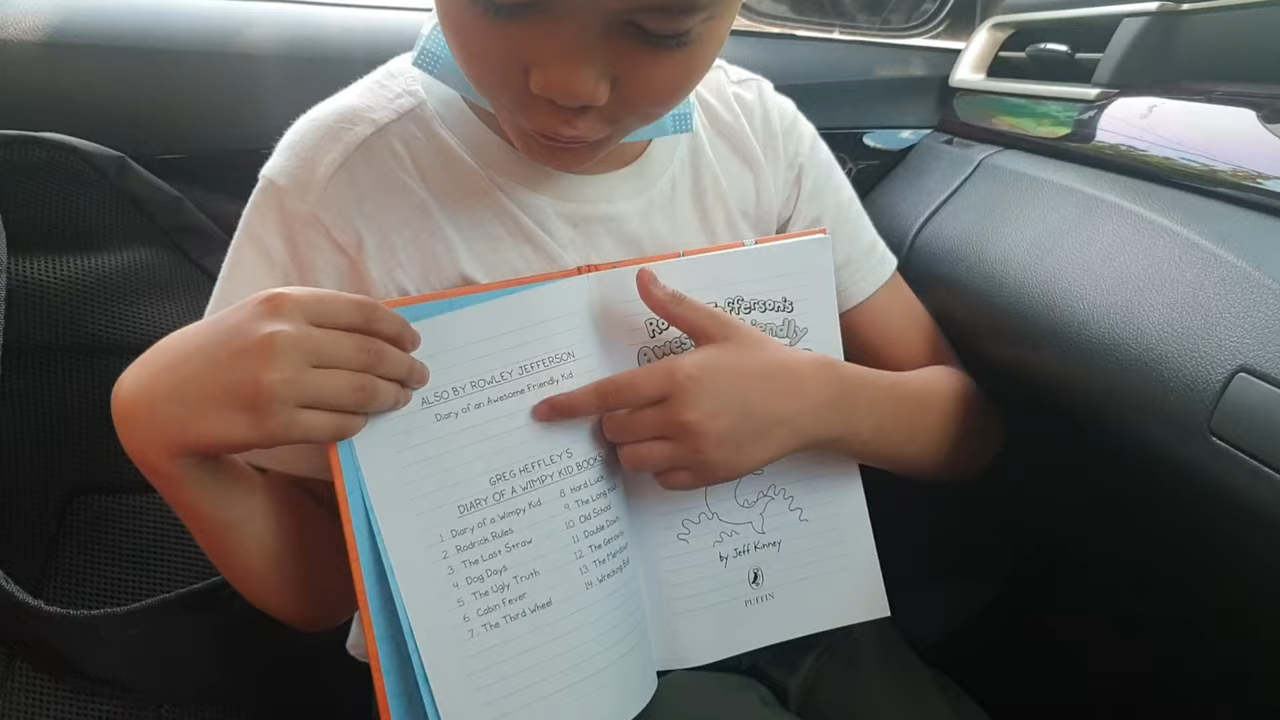 ALSO BY ROWLEY JEFFERSON
Diary of an Awesome Friendly Kid
GREG HEFFLEY'S
DIARY OF A WIMPY KID BOOKS
1 Diary of a Wimpy Kid
2 Rodrick Rules
3 The Last Straw
4 Dog Days
5 The Ugly Truth
6 Cabin Fever
7 The Third Wheel
8 Hard Luck
9 The Long
10 Old School
11 Double Down
12 The Getaway
13 The
14 Wrecking
by Jeff Kinney
PUFFIN